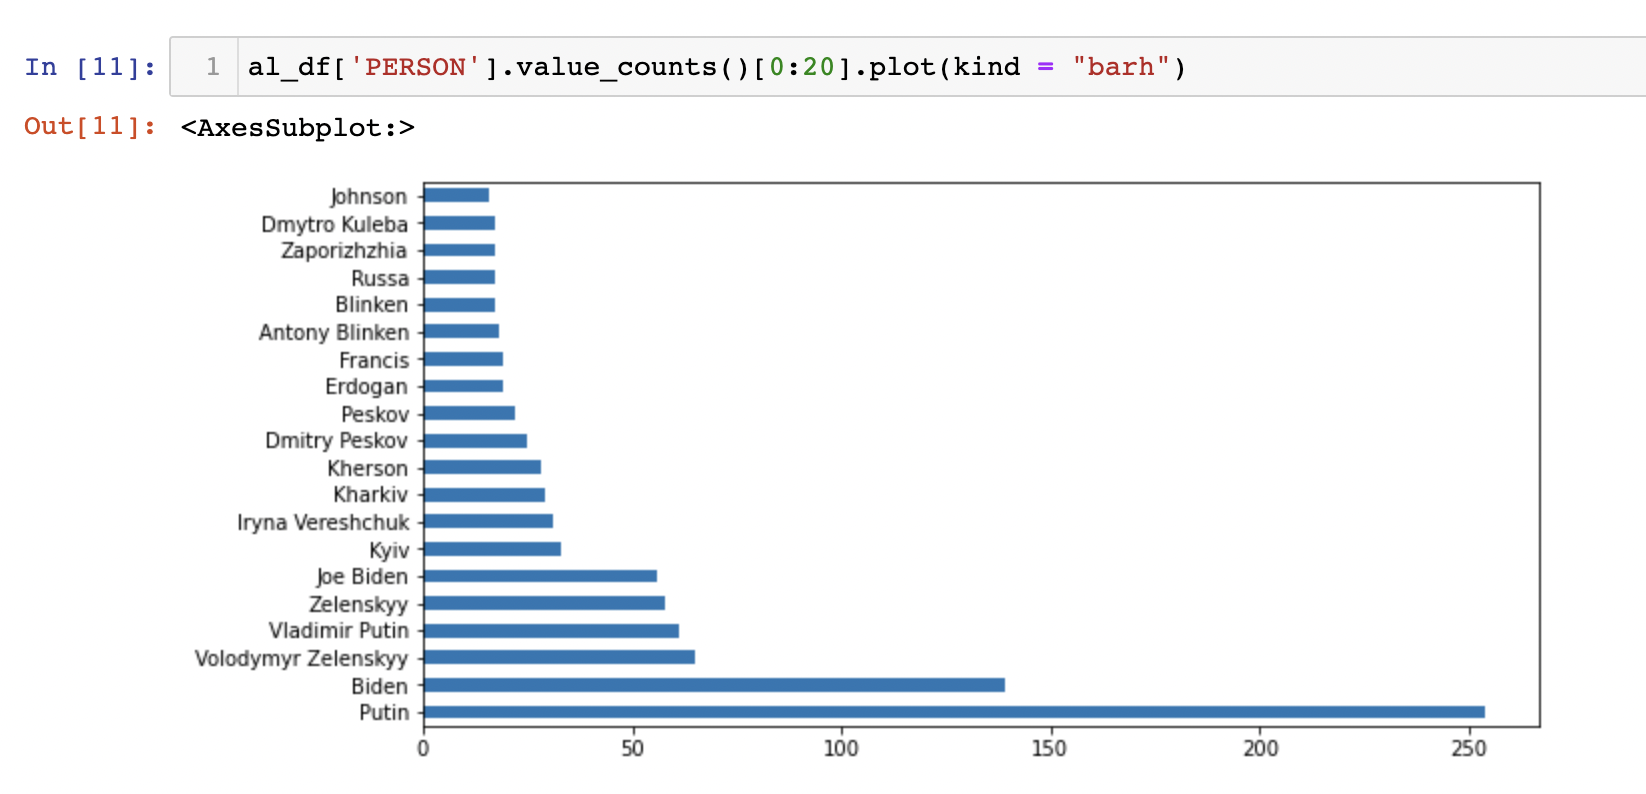 In [11]: 1 al_df['PERSON'].value_counts()[0:20].plot(kind = "barh")
Out[11]: <AxesSubplot:>
Johnson
Dmytro Kuleba
Zaporizhzhia
Russa
Blinken
Antony Blinken
Francis
Erdogan
Peskov
Dmitry Peskov
Kherson
Kharkiv
Iryna Vereshchuk
Kyiv
Joe Biden
Zelenskyy
Vladimir Putin
Volodymyr Zelenskyy
Biden
Putin
0 50 100 150 200 250